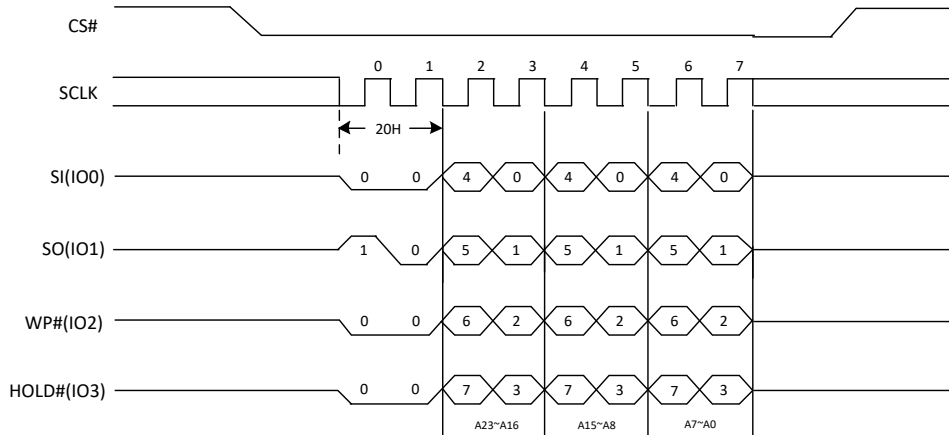 CS#
0 1 2 3 4 5 6 7
SCLK
20H
SI(IO0) 0 0 4 0 4 0 4 0
SO(IO1) 1 0 5 1 5 1 5 1
WP#(IO2) 0 0 6 2 6 2 6 2
HOLD#(IO3) 0 0 7 3 7 3 7 3
A23~A16 A15~A8 A7~A0